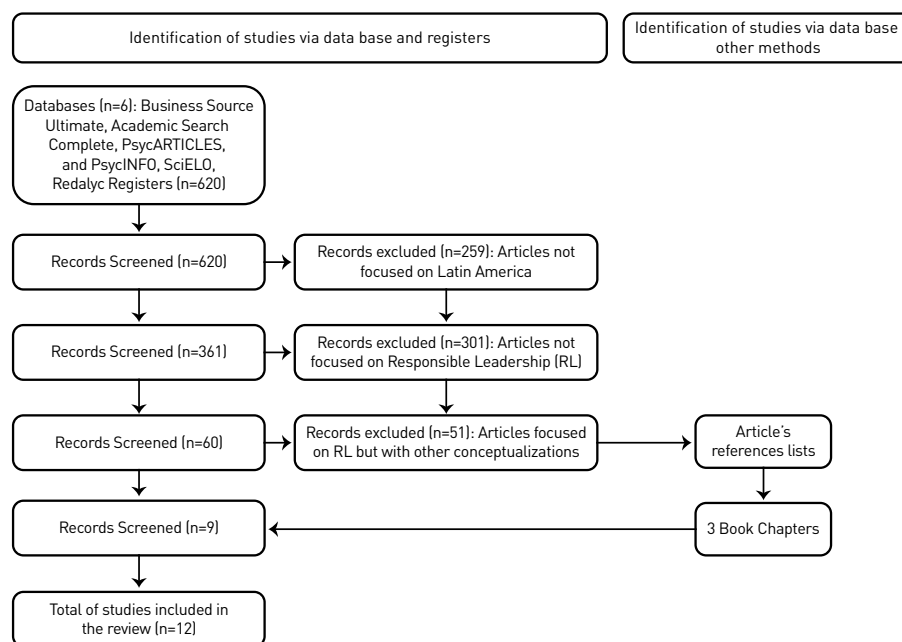 Identification of studies via data base and registers
Identification of studies via data base
other methods
Databases (n=6): Business Source
Ultimate, Academic Search
Complete, PsycARTICLES,
and PsycINFO, SciELO,
Redalyc Registers (n=620)
Records Screened (n=620)
Records excluded (n=259): Articles not
focused on Latin America
Records Screened (n=361)
Records excluded (n=301): Articles not
focused on Responsible Leadership (RL)
Records Screened (n=60)
Records excluded (n=51): Articles focused
on RL but with other conceptualizations
Article's
references lists
Records Screened (n=9)
3 Book Chapters
Total of studies included in
the review (n=12)